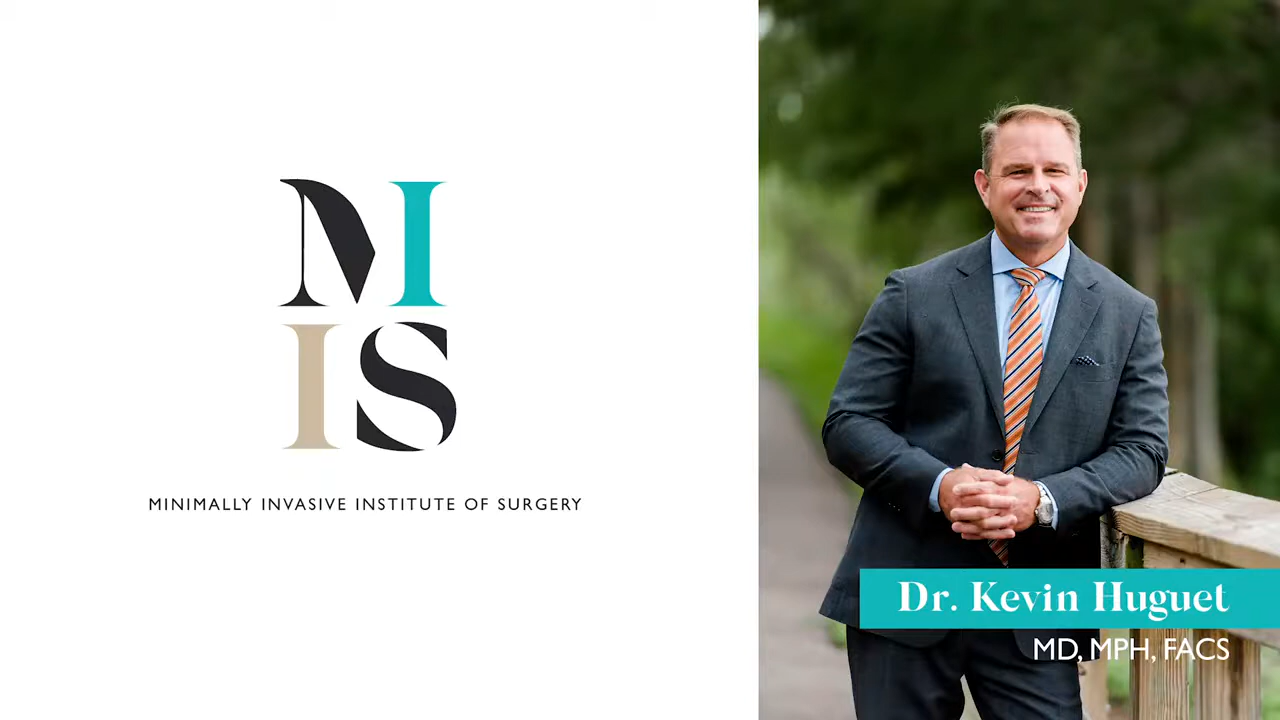 MI
IS
MINIMALLY INVASIVE INSTITUTE OF SURGERY
Dr. Kevin Huguet
MD, MPH, FACS